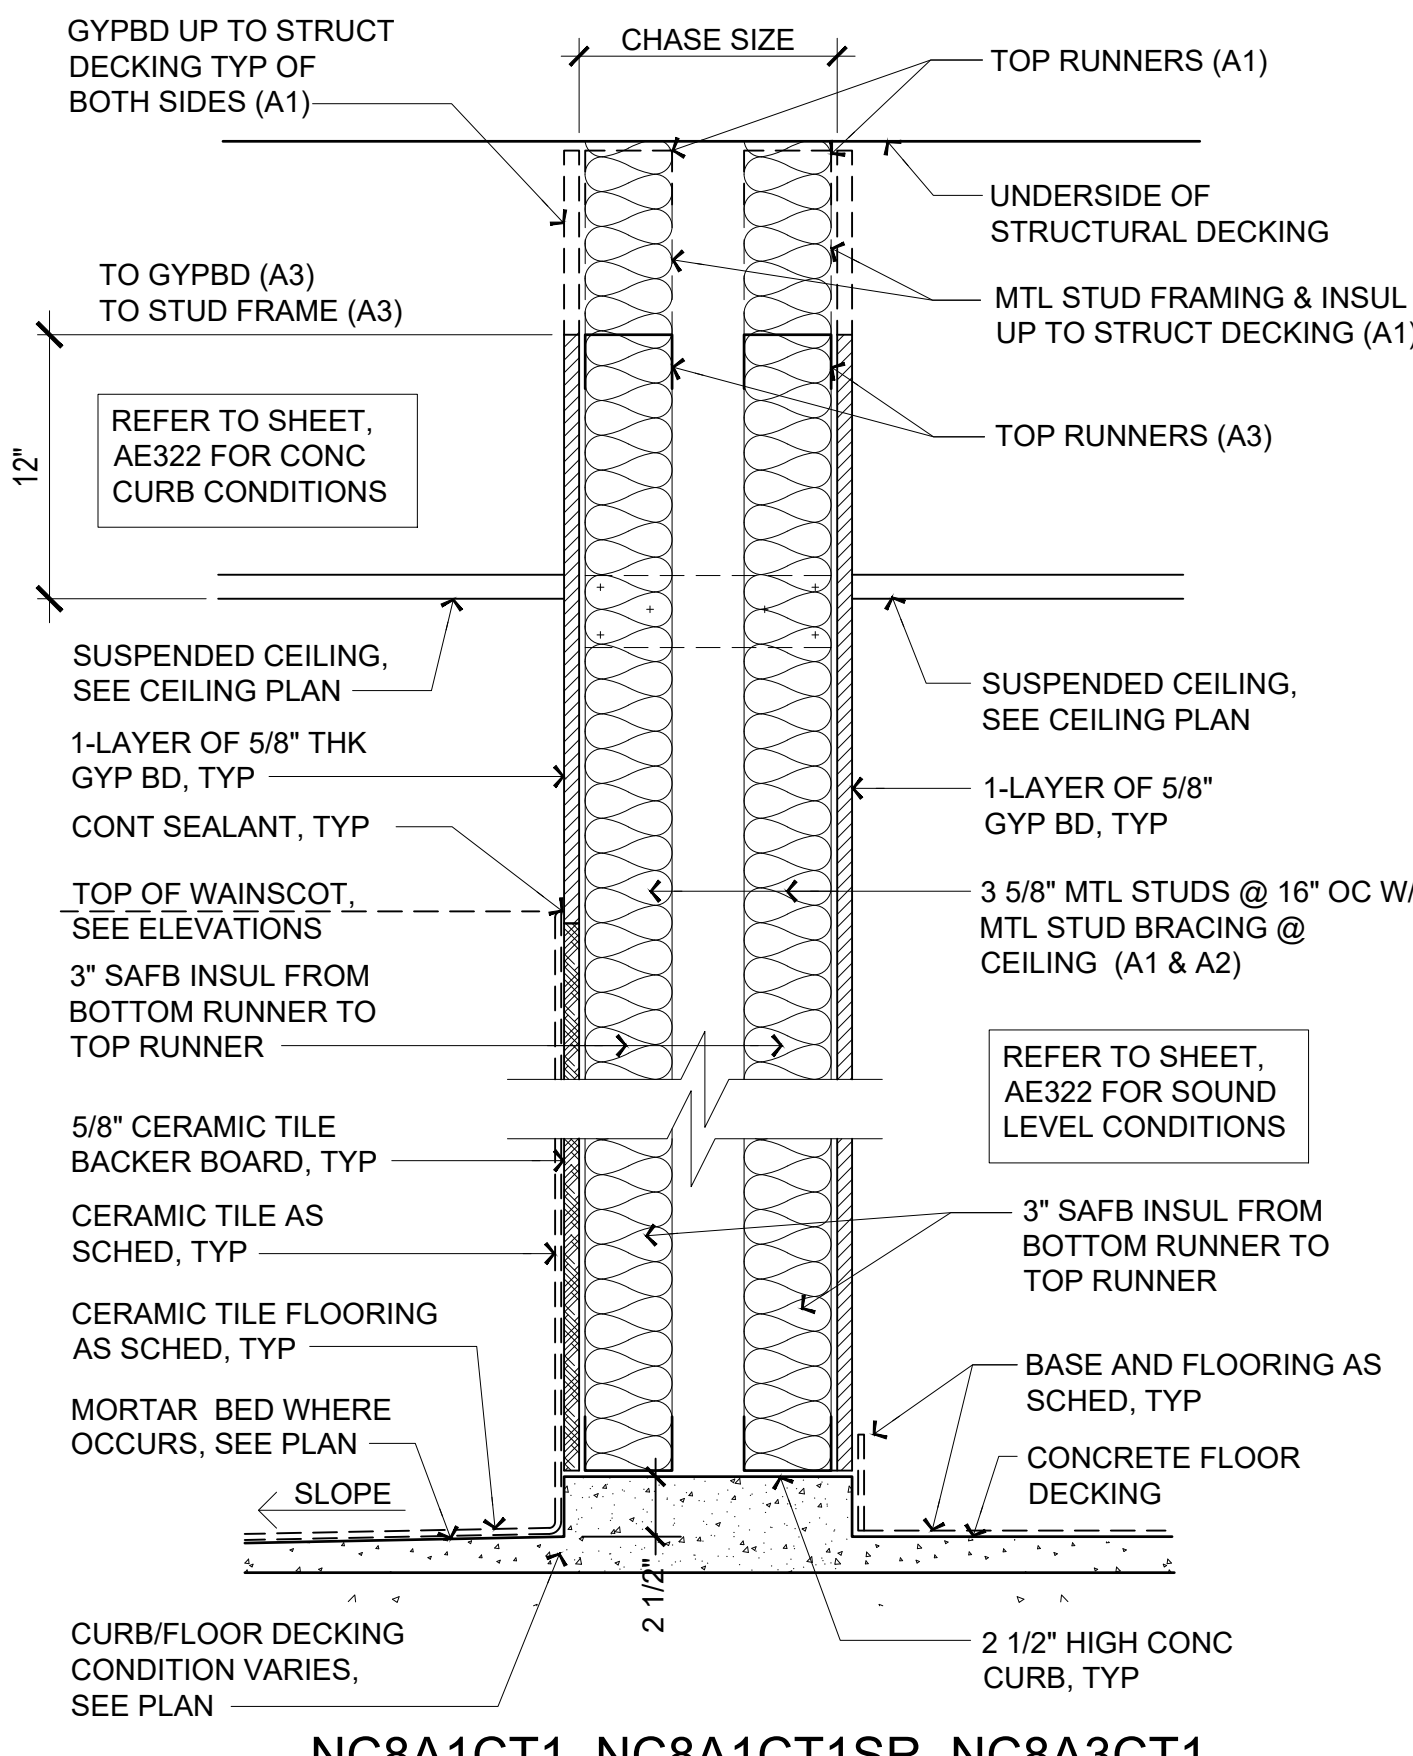 GYPBD UP TO STRUCT
DECKING TYP OF
BOTH SIDES (A1)
CHASE SIZE
TOP RUNNERS (A1)
UNDERSIDE OF
STRUCTURAL DECKING
TO GYPBD (A3)
TO STUD FRAME (A3)
MTL STUD FRAMING & INSUL
UP TO STRUCT DECKING (A1)
12"
REFER TO SHEET,
AE322 FOR CONC
CURB CONDITIONS
TOP RUNNERS (A3)
SUSPENDED CEILING,
SEE CEILING PLAN
SUSPENDED CEILING,
SEE CEILING PLAN
1-LAYER OF 5/8" THK
GYP BD, TYP
1-LAYER OF 5/8"
GYP BD, TYP
CONT SEALANT, TYP
TOP OF WAINSCOT,
SEE ELEVATIONS
3 5/8" MTL STUDS @ 16" OC W/
MTL STUD BRACING @
CEILING (A1 & A2)
3" SAFB INSUL FROM
BOTTOM RUNNER TO
TOP RUNNER
REFER TO SHEET,
AE322 FOR SOUND
LEVEL CONDITIONS
5/8" CERAMIC TILE
BACKER BOARD, TYP
CERAMIC TILE AS
SCHED, TYP
3" SAFB INSUL FROM
BOTTOM RUNNER TO
TOP RUNNER
CERAMIC TILE FLOORING
AS SCHED, TYP
BASE AND FLOORING AS
SCHED, TYP
MORTAR BED WHERE
OCCURS, SEE PLAN
CONCRETE FLOOR
DECKING
SLOPE
2 1/2"
CURB/FLOOR DECKING
CONDITION VARIES,
SEE PLAN
2 1/2" HIGH CONC
CURB, TYP
NC8A1CT1, NC8A1CT1SR, NC8A3CT1